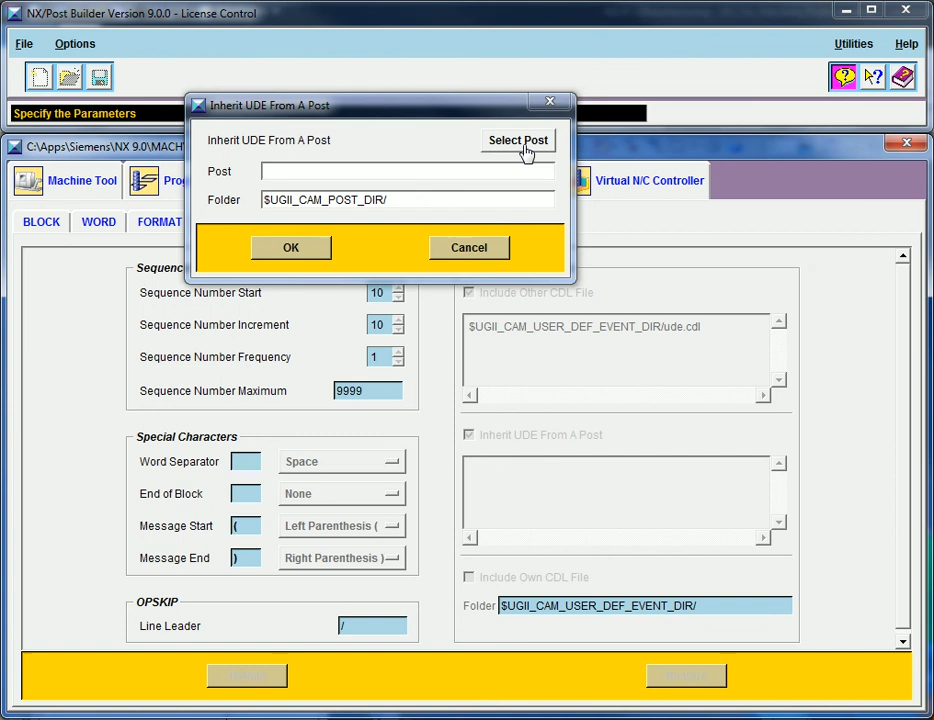 NX/Post Builder Version 9.0.0 - License Control
File Options Utilities Help
Specify the Parameters
Inherit UDE From A Post
Inherit UDE From A Post Select Post
Post
Folder $UGII_CAM_POST_DIR/
OK Cancel
C:\Apps\Siemens\NX 9.0\MACH
Machine Tool Virtual N/C Controller
BLOCK WORD FORMAT
Sequence Number Start 10
Sequence Number Increment 10
Sequence Number Frequency 1
Sequence Number Maximum 9999
Special Characters
Word Separator Space
End of Block None
Message Start ( Left Parenthesis (
Message End ) Right Parenthesis )
OPSKIP
Line Leader /
Include Other CDL File
$UGII_CAM_USER_DEF_EVENT_DIR/ude.cdl
Inherit UDE From A Post
Include Own CDL File
Folder $UGII_CAM_USER_DEF_EVENT_DIR/